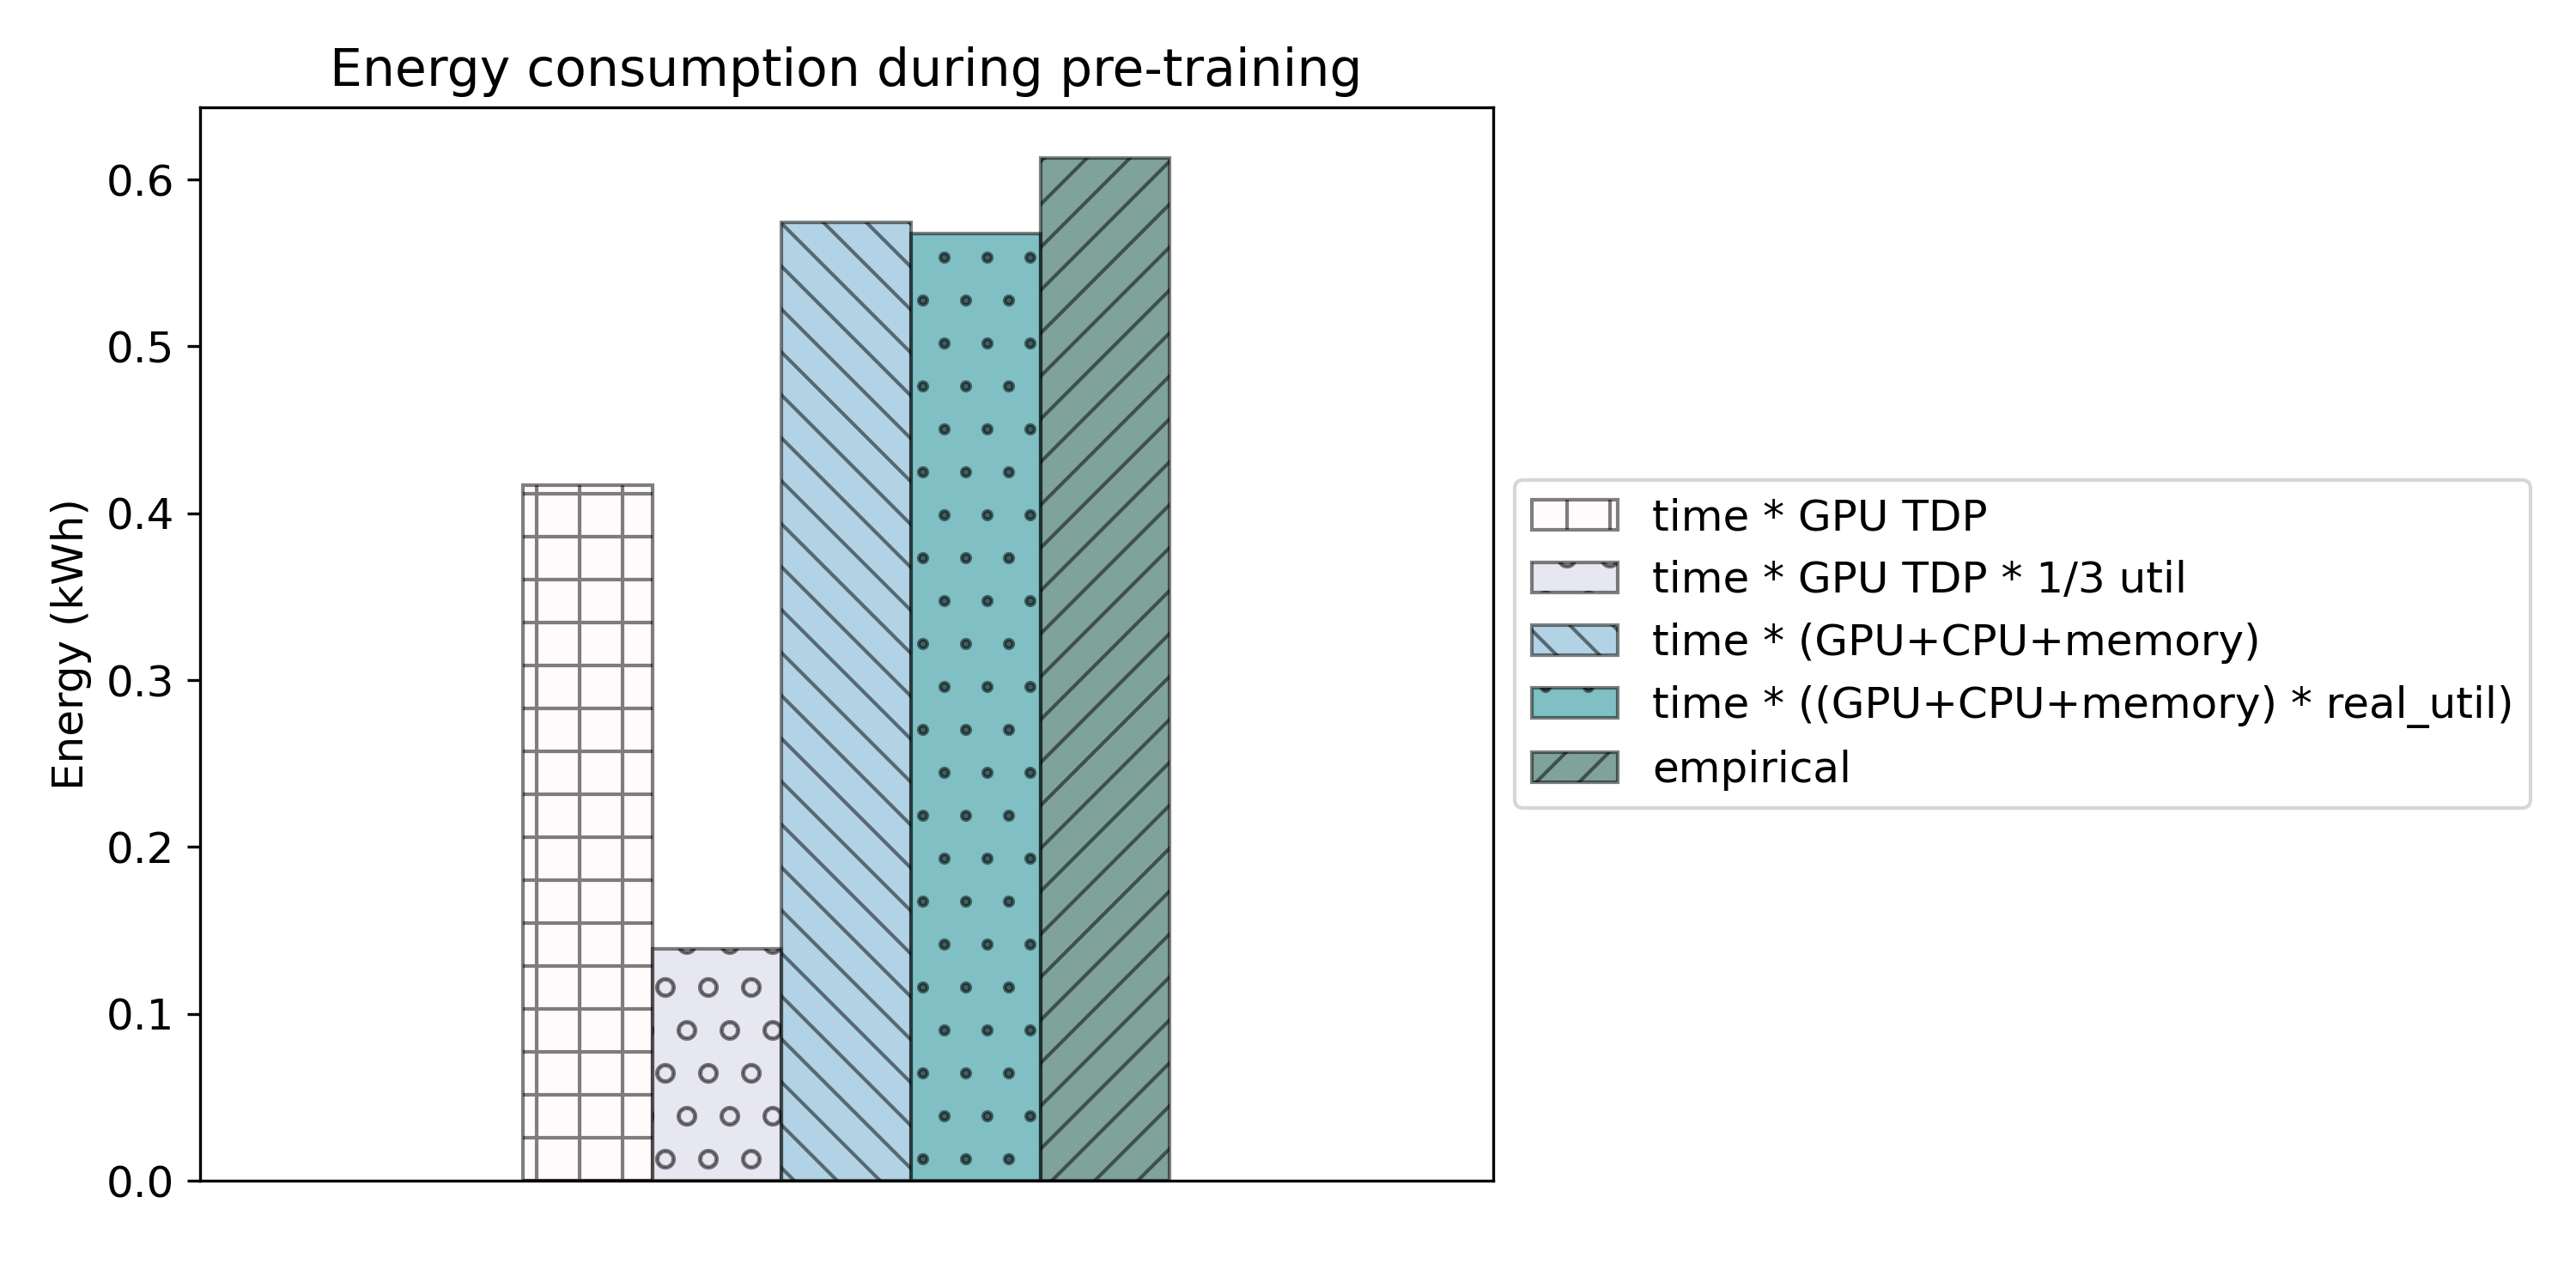 Energy consumption during pre-training
Energy (kWh)
0.6
0.5
0.4
0.3
0.2
0.1
0.0
time * GPU TDP
time * GPU TDP * 1/3 util
time * (GPU+CPU+memory)
time * ((GPU+CPU+memory) * real_util)
empirical